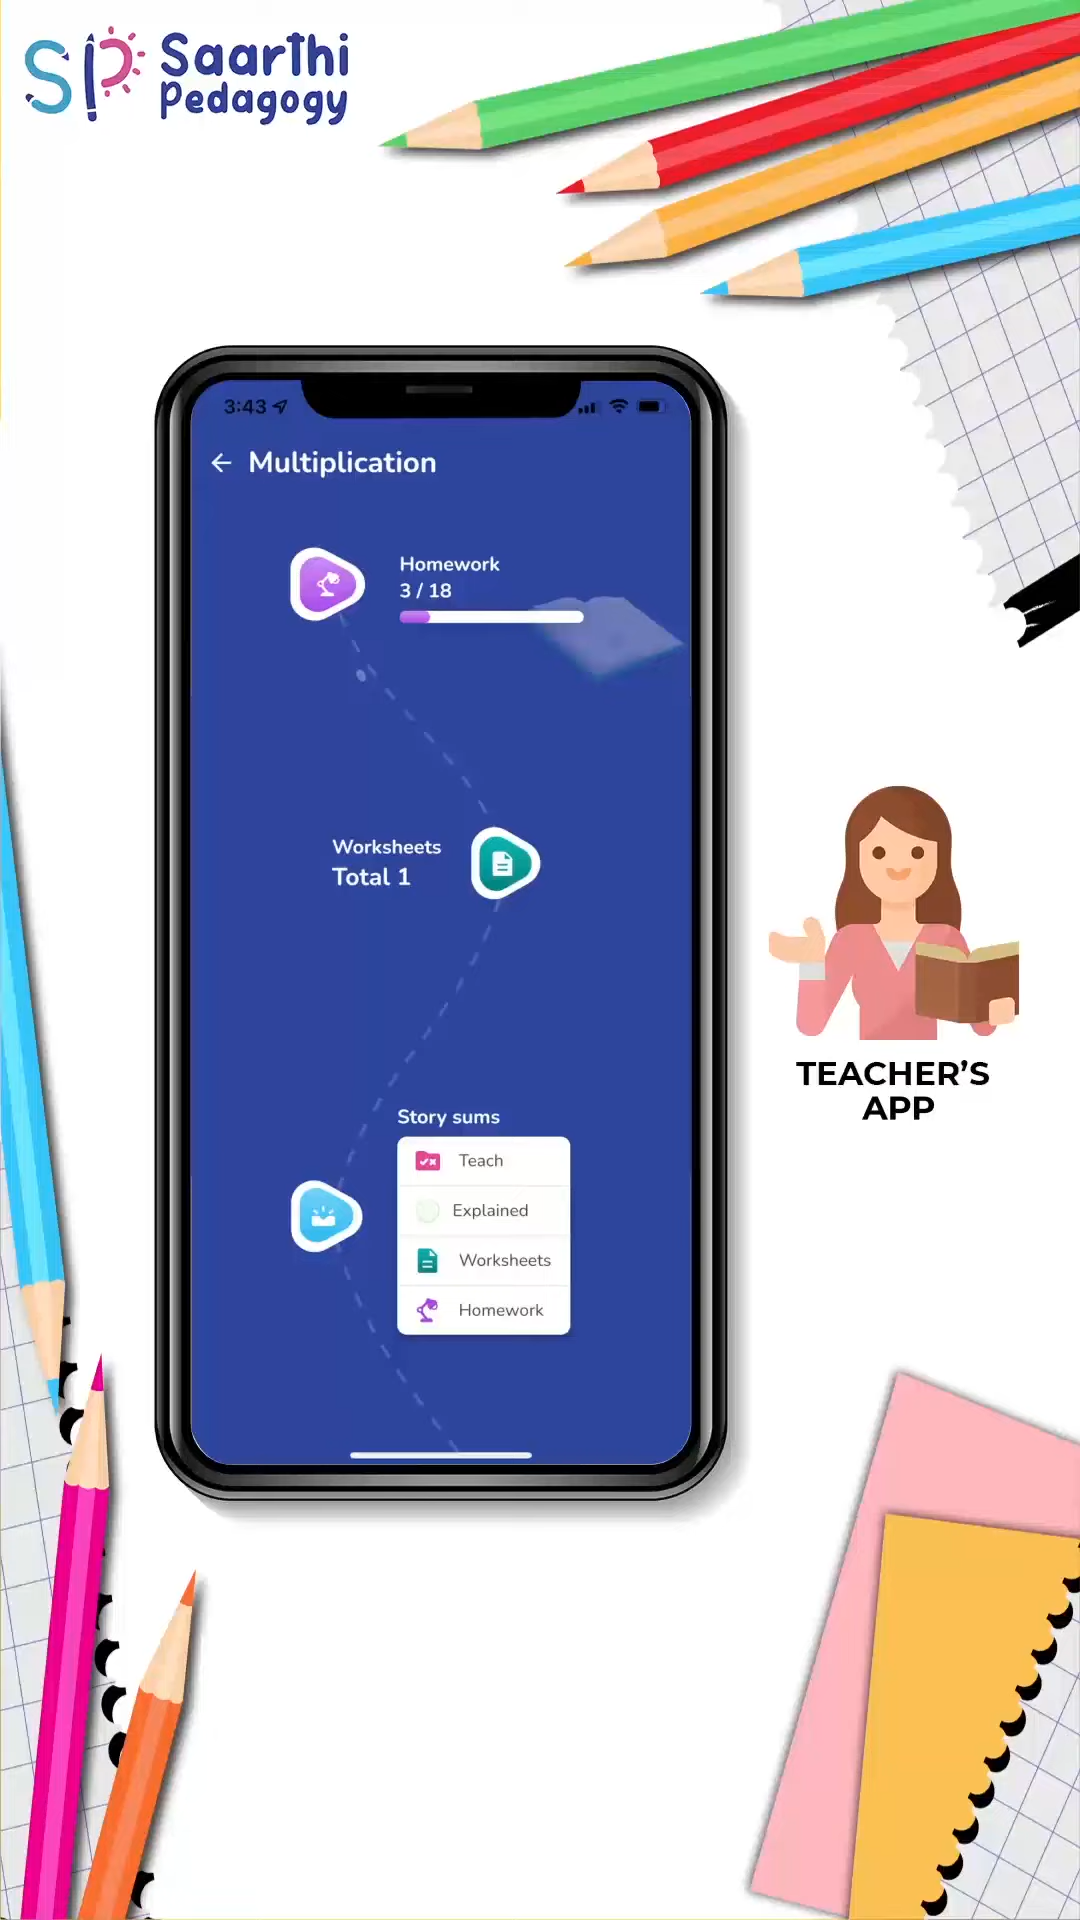 SP Saarthi
Pedagogy
3:43
← Multiplication
Homework
3 / 18
Worksheets
Total 1
Story sums
Teach
Explained
Worksheets
Homework
TEACHER'S
APP